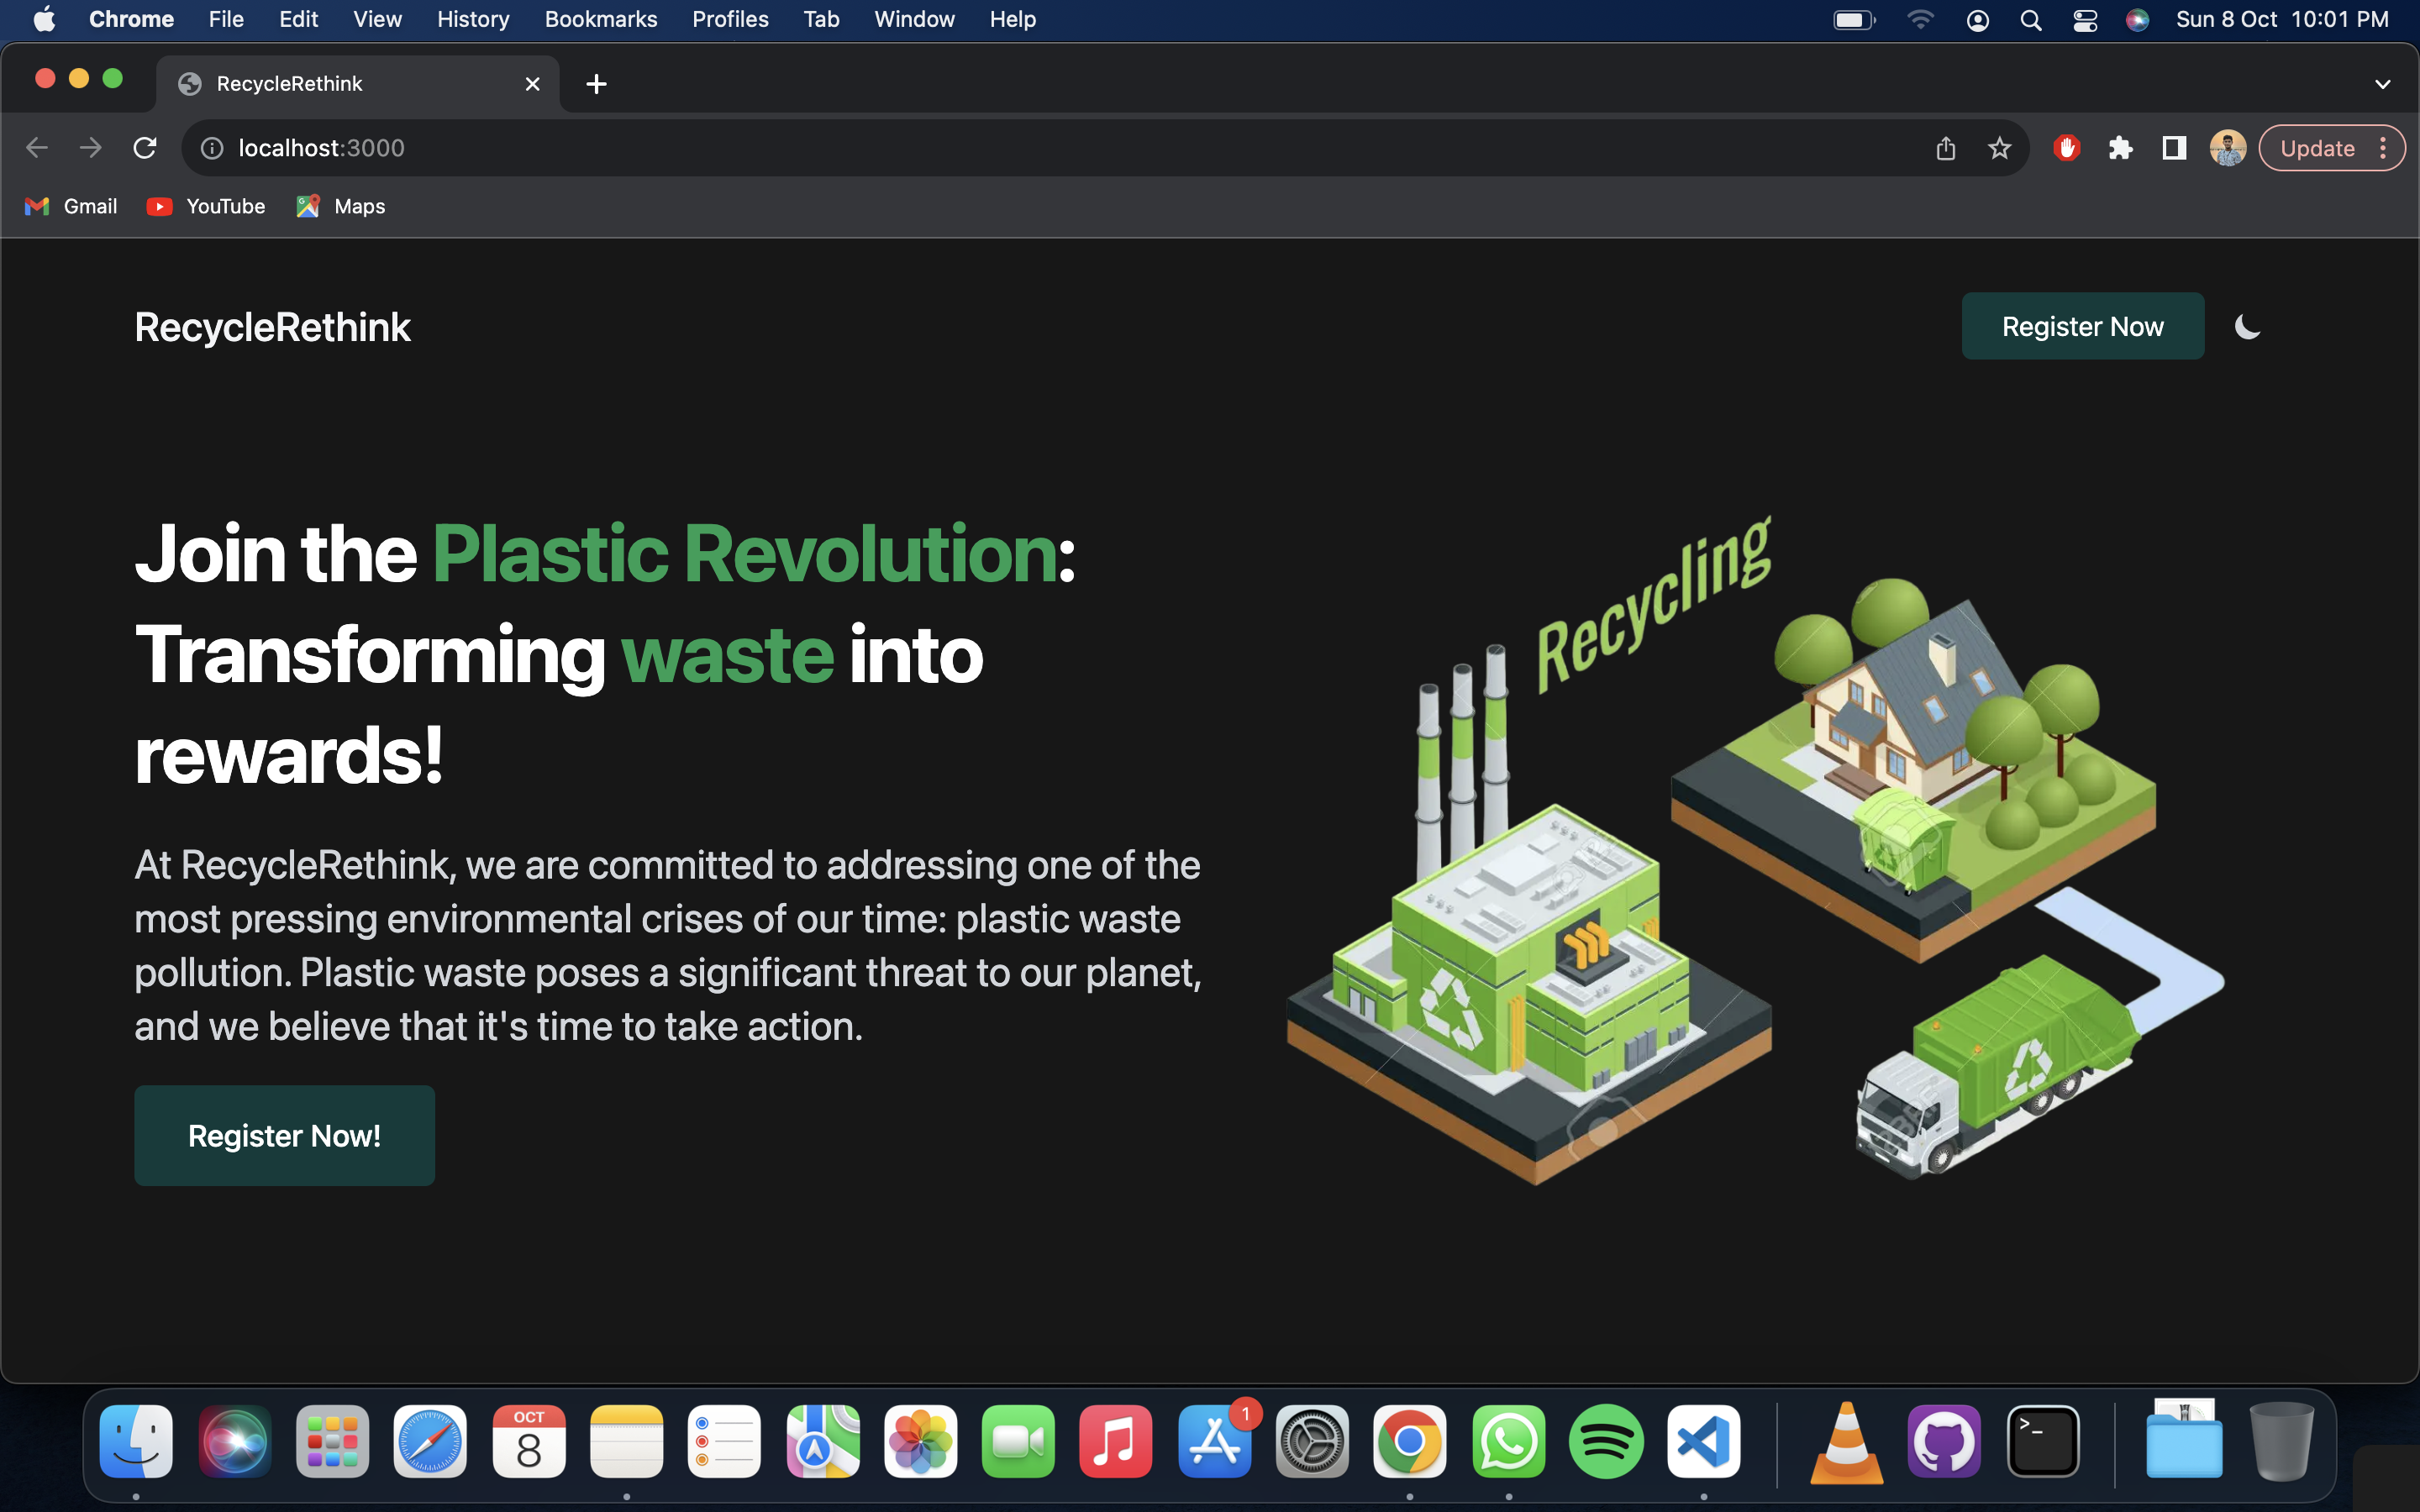 Chrome File Edit View History Bookmarks Profiles Tab Window Help Sun 8 Oct 10:01 PM
RecycleRethink
localhost:3000 Update
Gmail YouTube Maps
RecycleRethink Register Now
Join the Plastic Revolution:
Transforming waste into
rewards!
At RecycleRethink, we are committed to addressing one of the
most pressing environmental crises of our time: plastic waste
pollution. Plastic waste poses a significant threat to our planet,
and we believe that it's time to take action.
Register Now!
Recycling
OCT
8
1
>_